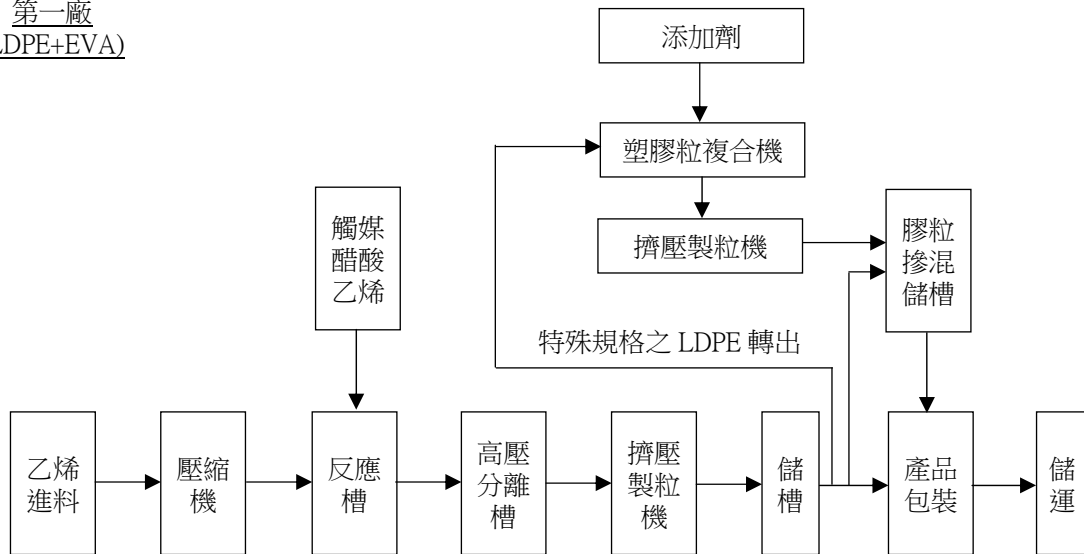 第一廠
LDPE+EVA)
添加劑
塑膠粒複合機
擠壓製粒機
觸媒
醋酸
乙烯
膠粒
摻混
儲槽
特殊規格之 LDPE 轉出
乙烯
進料
壓縮
機
反應
槽
高壓
分離
槽
擠壓
製粒
機
儲
槽
產品
包裝
儲
運